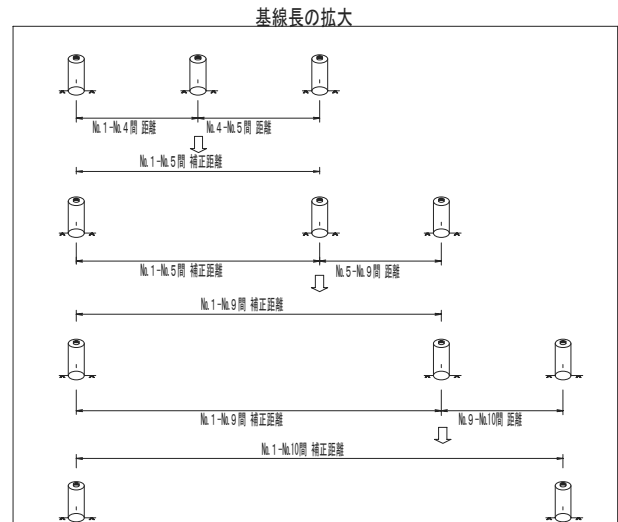 基線長の拡大
№1-№4間 距離
№4-№5間 距離
№1-№5間 補正距離
№1-№5間 補正距離
№5-№9間 距離
№1-№9間 補正距離
№1-№9間 補正距離
№9-№10間 距離
№1-№10間 補正距離